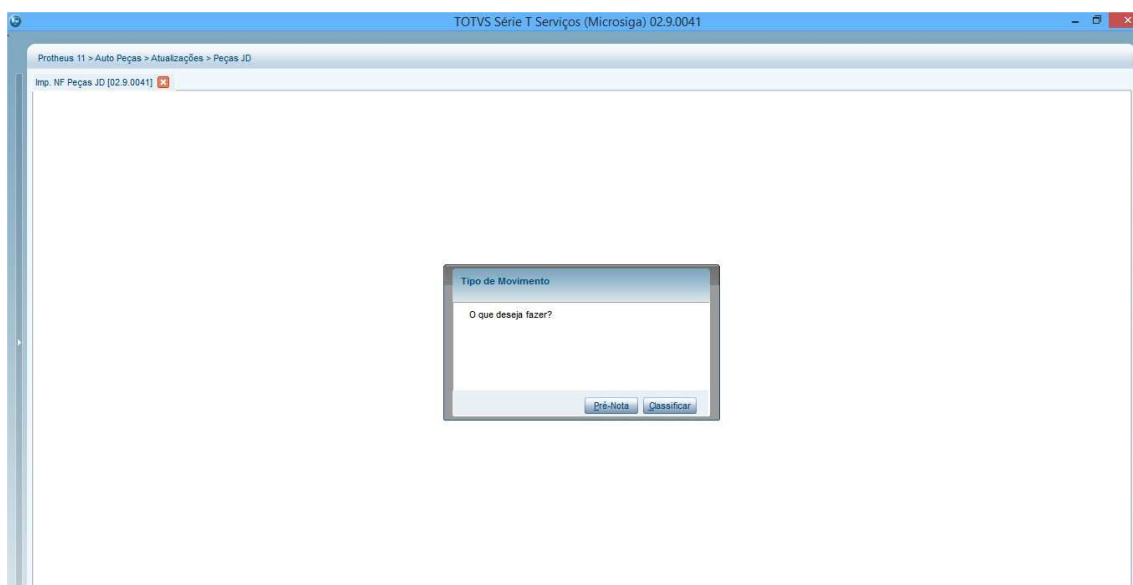 TOTVS Série T Serviços (Microsiga) 02.9.0041
Protheus 11 > Auto Peças > Atualizações > Peças JD
Imp. NF Peças JD [02.9.0041]
Tipo de Movimento
O que deseja fazer?
Pré-Nota Classificar